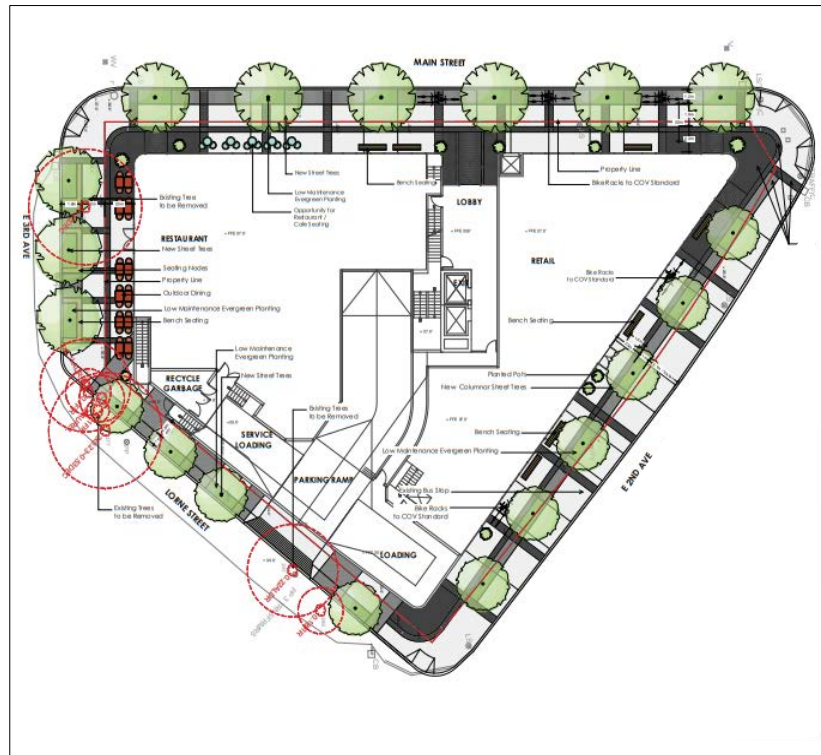 MAIN STREET
New Street Trees
Low Maintenance
Evergreen Planting
Opportunity for
Restaurant /
Cafe Seating
Bench Seating
Property Line
Bike Racks to COV Standard
LOBBY
E 3RD AVE
Existing Trees
to be Removed
RESTAURANT
New Street Trees
Seating Nodes
Property Line
Outdoor Dining
Low Maintenance Evergreen Planting
Bench Seating
RETAIL
EXIT
Bike Racks
to COV Standard
Bench Seating
Low Maintenance
Evergreen Planting
New Street Trees
RECYCLE
GARBAGE
Existing Trees
to be Removed
SERVICE
LOADING
PARKING RAMP
Planted Pots
New Columnar Street Trees
Bench Seating
Low Maintenance Evergreen Planting
E 2ND AVE
Existing Bus Stop
Bike Racks
to COV Standard
Existing Trees
to be Removed
LORNE STREET
LOADING